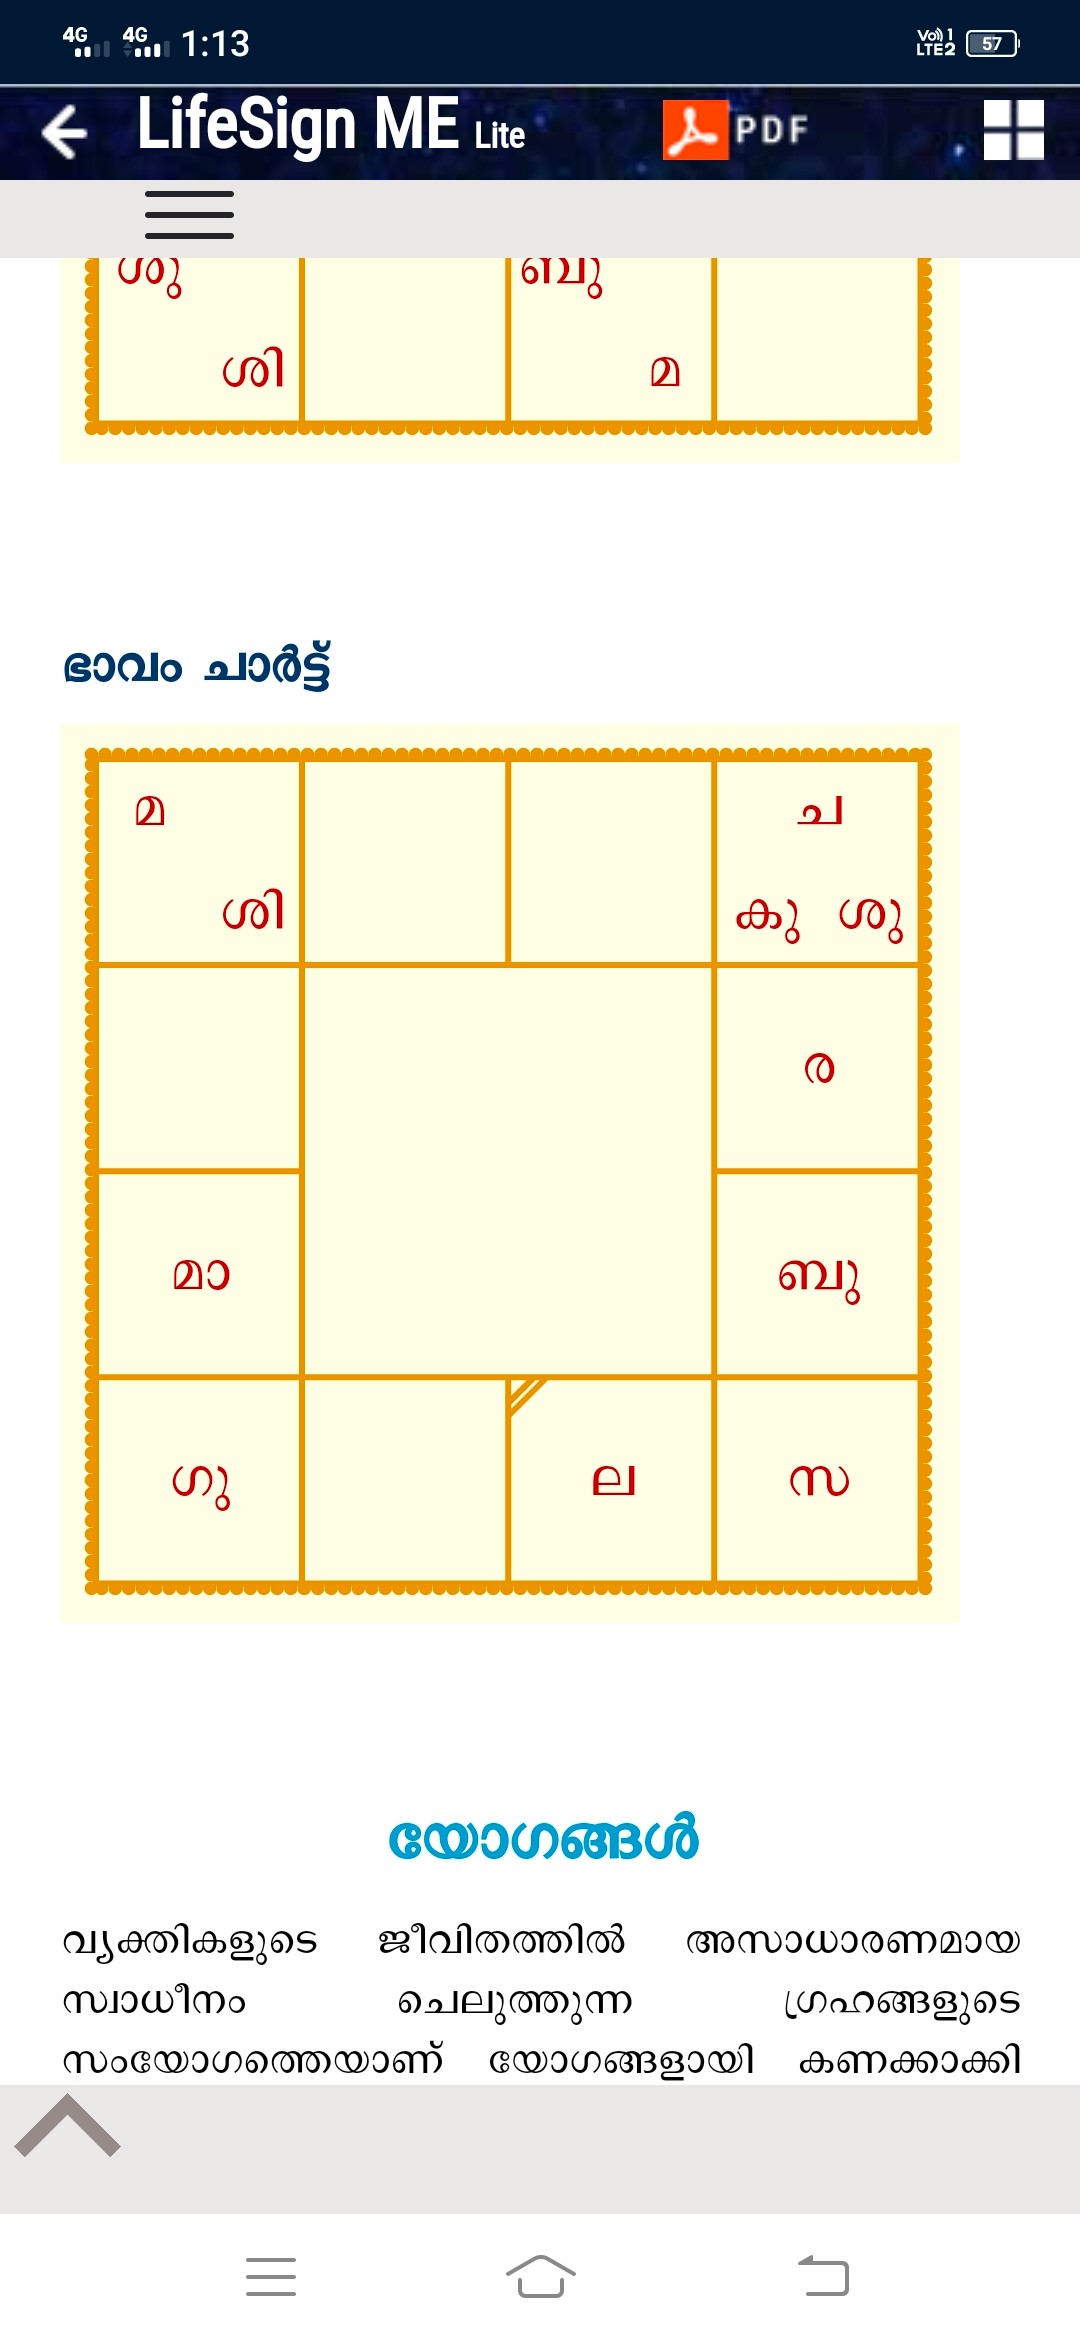 4G 4G 1:13 Vo)) 1 LTE2 57
LifeSign ME Lite PDF
ശു ബു
ശി മ
ഭാവം ചാർട്ട്
മ ച
ശി കു ശു
ര
മാ ബു
ഗു ല സ
യോഗങ്ങൾ
വ്യക്തികളുടെ ജീവിതത്തിൽ അസാധാരണമായ
സ്വാധീനം ചെലുത്തുന്ന ഗ്രഹങ്ങളുടെ
സംയോഗത്തെയാണ് യോഗങ്ങളായി കണക്കാക്കി